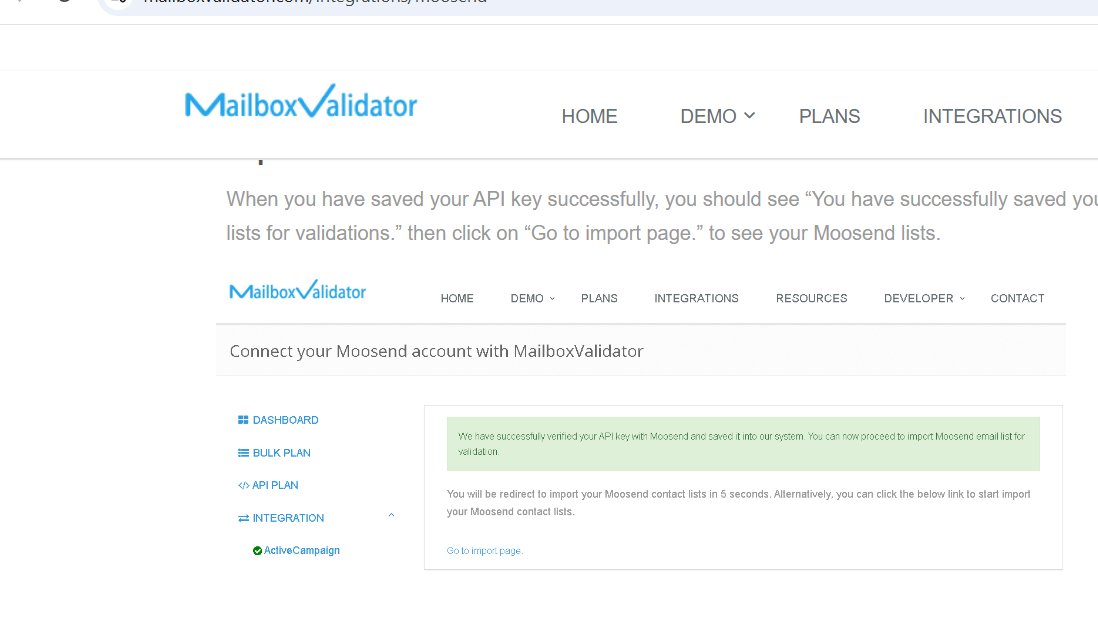 mailboxvalidator.com/integrations/moosend
MailboxValidator
HOME DEMO PLANS INTEGRATIONS
When you have saved your API key successfully, you should see “You have successfully saved you
lists for validations.” then click on “Go to import page.” to see your Moosend lists.
MailboxValidator
HOME DEMO PLANS INTEGRATIONS RESOURCES DEVELOPER CONTACT
Connect your Moosend account with MailboxValidator
DASHBOARD
BULK PLAN
API PLAN
INTEGRATION
ActiveCampaign
We have successfully verified your API key with Moosend and saved it into our system. You can now proceed to import Moosend email list for
validation.
You will be redirect to import your Moosend contact lists in 5 seconds. Alternatively, you can click the below link to start import
your Moosend contact lists.
Go to import page.